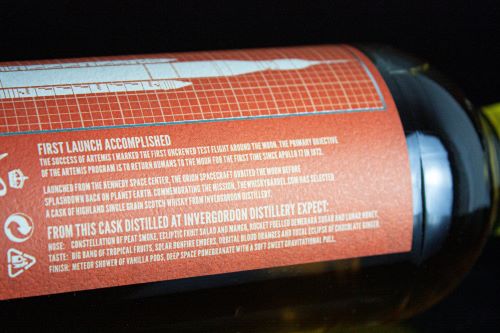 FIRST LAUNCH ACCOMPLISHED
THE SUCCESS OF ARTEMIS I MARKED THE FIRST UNCREWED TEST FLIGHT AROUND THE MOON. THE PRIMARY OBJECTIVE
OF THE ARTEMIS PROGRAM IS TO RETURN HUMANS TO THE MOON FOR THE FIRST TIME SINCE APOLLO 17 IN 1972.
LAUNCHED FROM THE KENNEDY SPACE CENTER, THE ORION SPACECRAFT ORBITED THE MOON BEFORE
SPLASHDOWN BACK ON PLANET EARTH. COMMEMORATING THE MISSION, THEWHISKYBARREL.COM HAS SELECTED
A CASK OF HIGHLAND SINGLE GRAIN SCOTCH WHISKY FROM INVERGORDON DISTILLERY.
FROM THIS CASK DISTILLED AT INVERGORDON DISTILLERY EXPECT:
NOSE: CONSTELLATION OF PEAT SMOKE, ECLIPTIC FRUIT SALAD AND MANGO, ROCKET FUELLED DEMERARA SUGAR AND LUNAR HONEY.
TASTE: BIG BANG OF TROPICAL FRUITS, SOLAR BONFIRE EMBERS, ORBITAL BLOOD ORANGES AND TOTAL ECLIPSE OF CHOCOLATE GINGER.
FINISH: METEOR SHOWER OF VANILLA PODS, DEEP SPACE POMEGRANATE WITH A SOFT SWEET GRAVITATIONAL PULL.